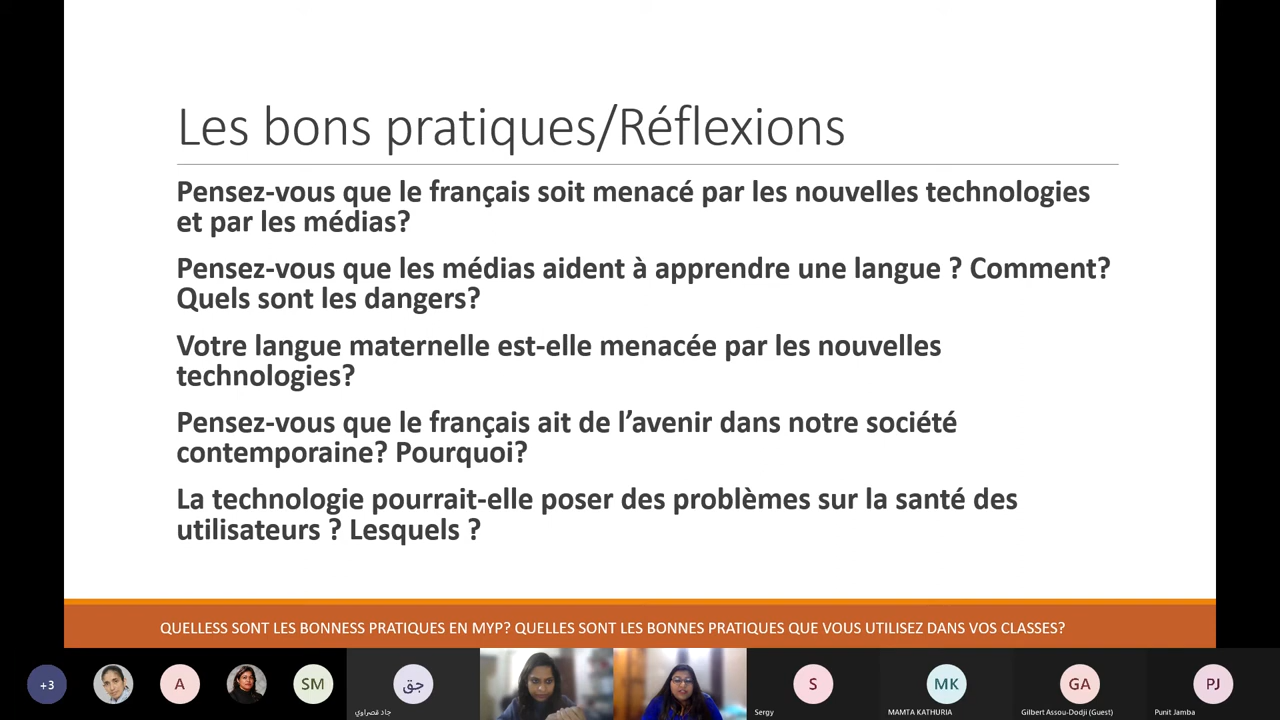 Les bons pratiques/Réflexions
Pensez-vous que le français soit menacé par les nouvelles technologies
et par les médias?
Pensez-vous que les médias aident à apprendre une langue ? Comment?
Quels sont les dangers?
Votre langue maternelle est-elle menacée par les nouvelles
technologies?
Pensez-vous que le français ait de l’avenir dans notre société
contemporaine? Pourquoi?
La technologie pourrait-elle poser des problèmes sur la santé des
utilisateurs ? Lesquels ?
QUELLESS SONT LES BONNESS PRATIQUES EN MYP? QUELLES SONT LES BONNES PRATIQUES QUE VOUS UTILISEZ DANS VOS CLASSES?
+3 A SM جق S MK GA PJ
جاد قصراوي Sergy MAMTA KATHURIA Gilbert Assou-Dodji (Guest) Punit Jamba